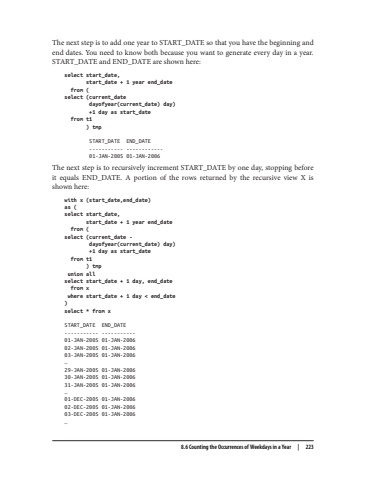 The next step is to add one year to START_DATE so that you have the beginning and
end dates. You need to know both because you want to generate every day in a year.
START_DATE and END_DATE are shown here:
select start_date,
start_date + 1 year end_date
from (
select (current_date
dayofyear(current_date) day)
+1 day as start_date
from t1
) tmp
START_DATE END_DATE
----------- ------------
01-JAN-2005 01-JAN-2006
The next step is to recursively increment START_DATE by one day, stopping before
it equals END_DATE. A portion of the rows returned by the recursive view X is
shown here:
with x (start_date,end_date)
as (
select start_date,
start_date + 1 year end_date
from (
select (current_date -
dayofyear(current_date) day)
+1 day as start_date
from t1
) tmp
union all
select start_date + 1 day, end_date
from x
where start_date + 1 day < end_date
)
select * from x
START_DATE END_DATE
----------- -----------
01-JAN-2005 01-JAN-2006
02-JAN-2005 01-JAN-2006
03-JAN-2005 01-JAN-2006
…
29-JAN-2005 01-JAN-2006
30-JAN-2005 01-JAN-2006
31-JAN-2005 01-JAN-2006
…
01-DEC-2005 01-JAN-2006
02-DEC-2005 01-JAN-2006
03-DEC-2005 01-JAN-2006
…
8.6 Counting the Occurrences of Weekdays in a Year | 223